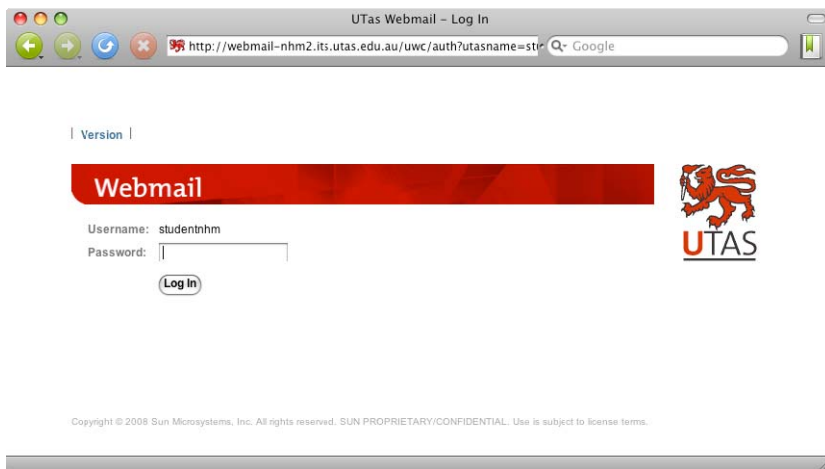 UTas Webmail – Log In
http://webmail-nhm2.its.utas.edu.au/uwc/auth?utasname=stu
Google
| Version |
Webmail
UTAS
Username: studentnhm
Password:
Log In
Copyright © 2008 Sun Microsystems, Inc. All rights reserved. SUN PROPRIETARY/CONFIDENTIAL. Use is subject to license terms.